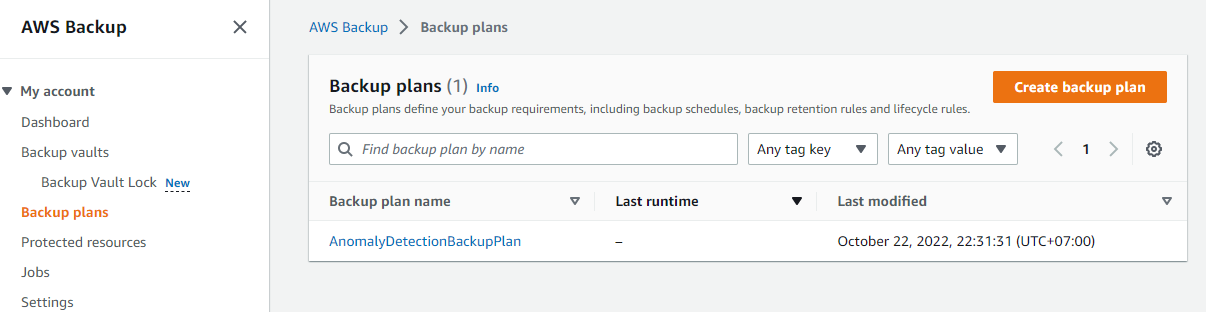 AWS Backup
My account
Dashboard
Backup vaults
Backup Vault Lock New
Backup plans
Protected resources
Jobs
Settings
AWS Backup > Backup plans
Backup plans (1) Info
Create backup plan
Backup plans define your backup requirements, including backup schedules, backup retention rules and lifecycle rules.
Find backup plan by name Any tag key Any tag value 1
Backup plan name Last runtime Last modified
AnomalyDetectionBackupPlan – October 22, 2022, 22:31:31 (UTC+07:00)